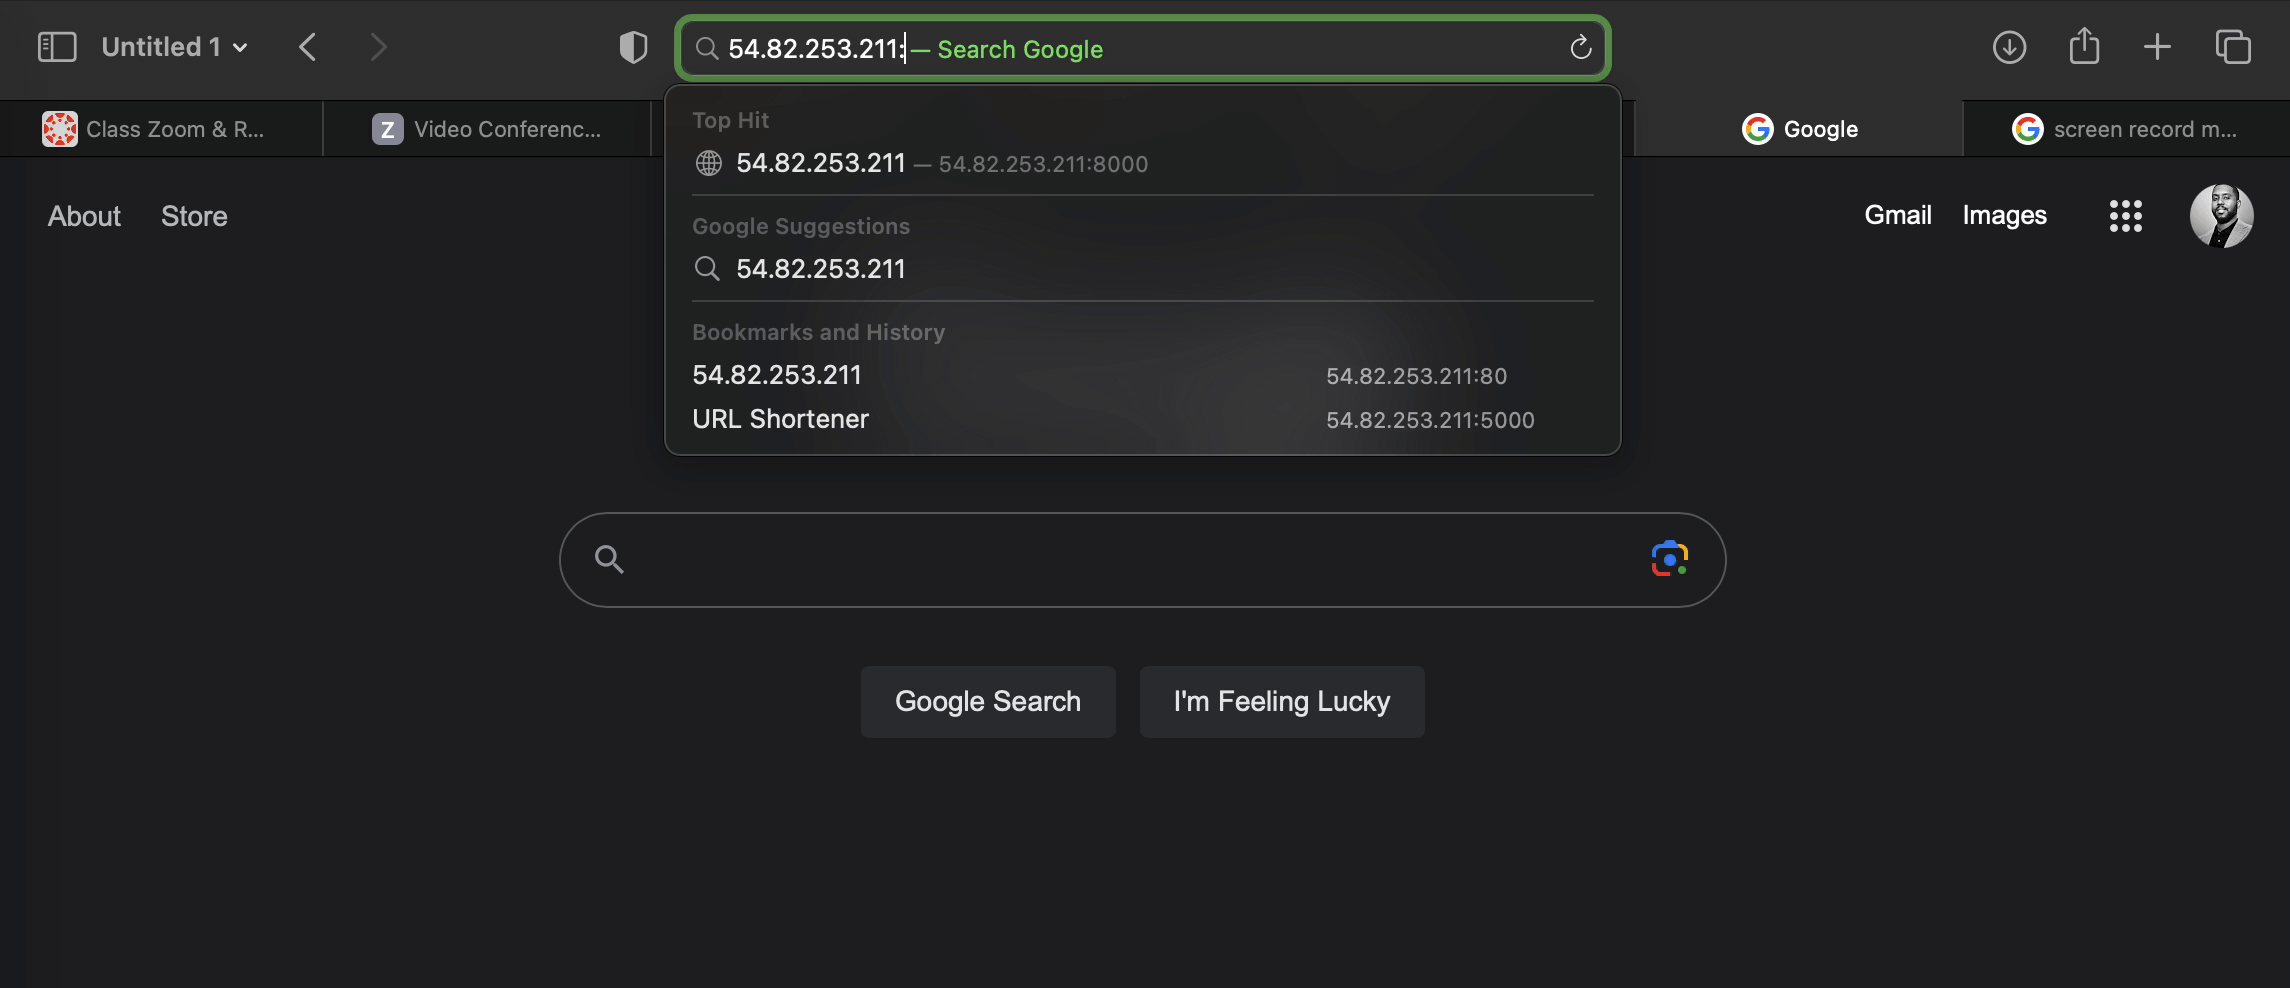 Untitled 1
54.82.253.211: — Search Google
Class Zoom & R...
Z Video Conferenc...
Google
screen record m...
Top Hit
54.82.253.211 — 54.82.253.211:8000
Google Suggestions
54.82.253.211
Bookmarks and History
54.82.253.211 54.82.253.211:80
URL Shortener 54.82.253.211:5000
About Store
Gmail Images
Google Search I'm Feeling Lucky